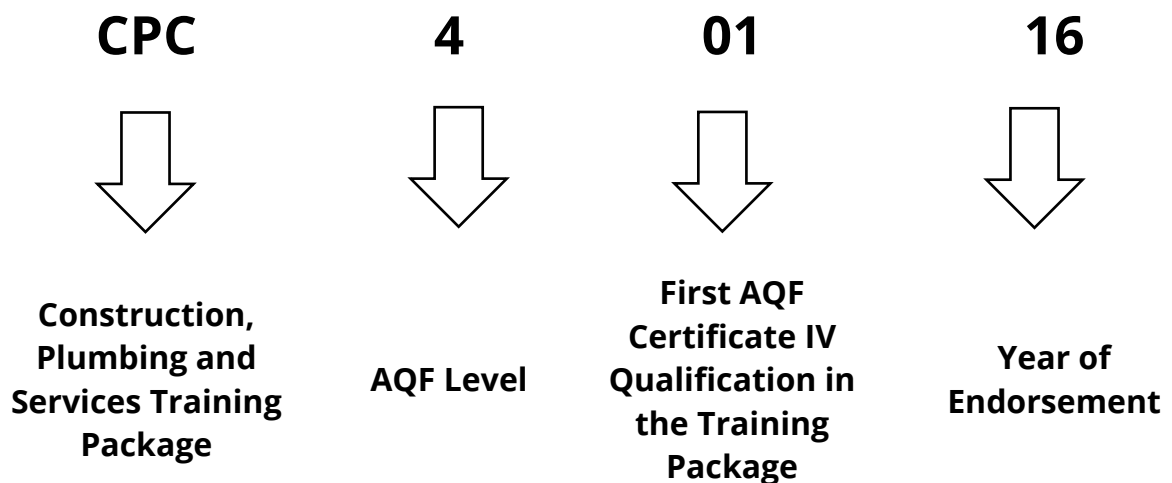 CPC 4 01 16
Construction,
Plumbing and
Services Training
Package
AQF Level
First AQF
Certificate IV
Qualification in
the Training
Package
Year of
Endorsement